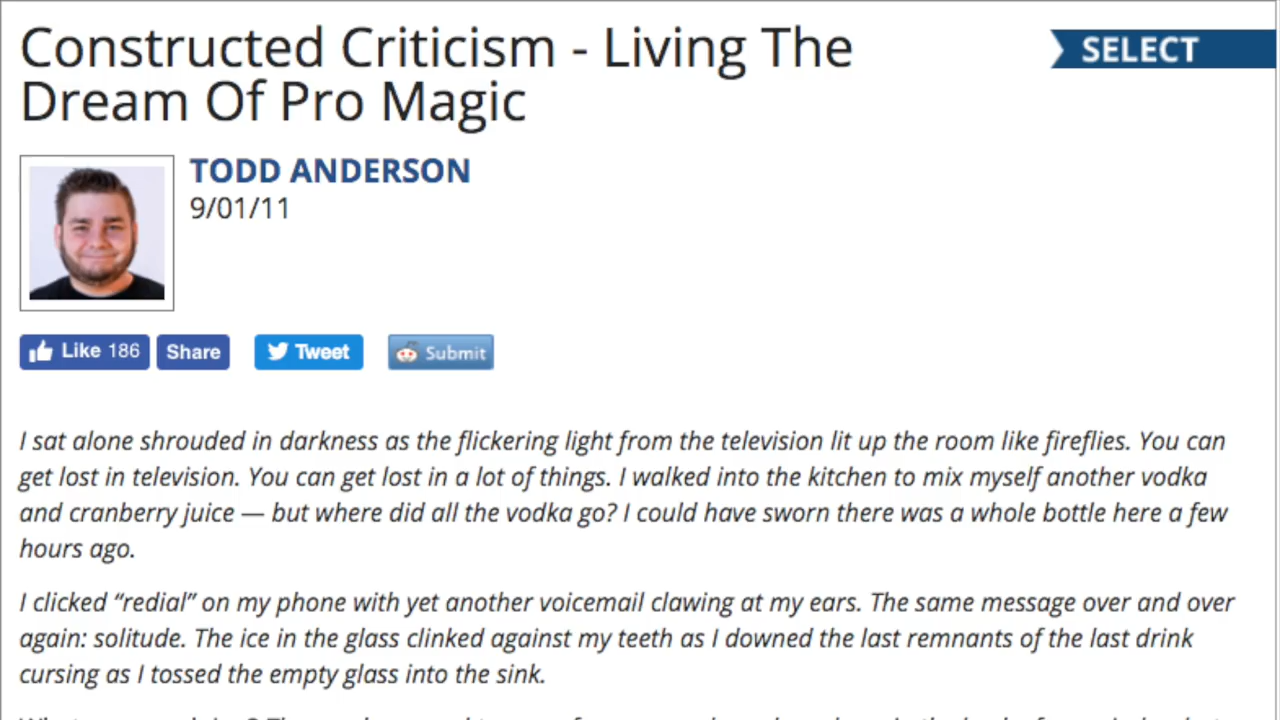 Constructed Criticism - Living The
Dream Of Pro Magic
SELECT
TODD ANDERSON
9/01/11
Like 186
Share
Tweet
Submit
I sat alone shrouded in darkness as the flickering light from the television lit up the room like fireflies. You can
get lost in television. You can get lost in a lot of things. I walked into the kitchen to mix myself another vodka
and cranberry juice — but where did all the vodka go? I could have sworn there was a whole bottle here a few
hours ago.
I clicked “redial” on my phone with yet another voicemail clawing at my ears. The same message over and over
again: solitude. The ice in the glass clinked against my teeth as I downed the last remnants of the last drink
cursing as I tossed the empty glass into the sink.